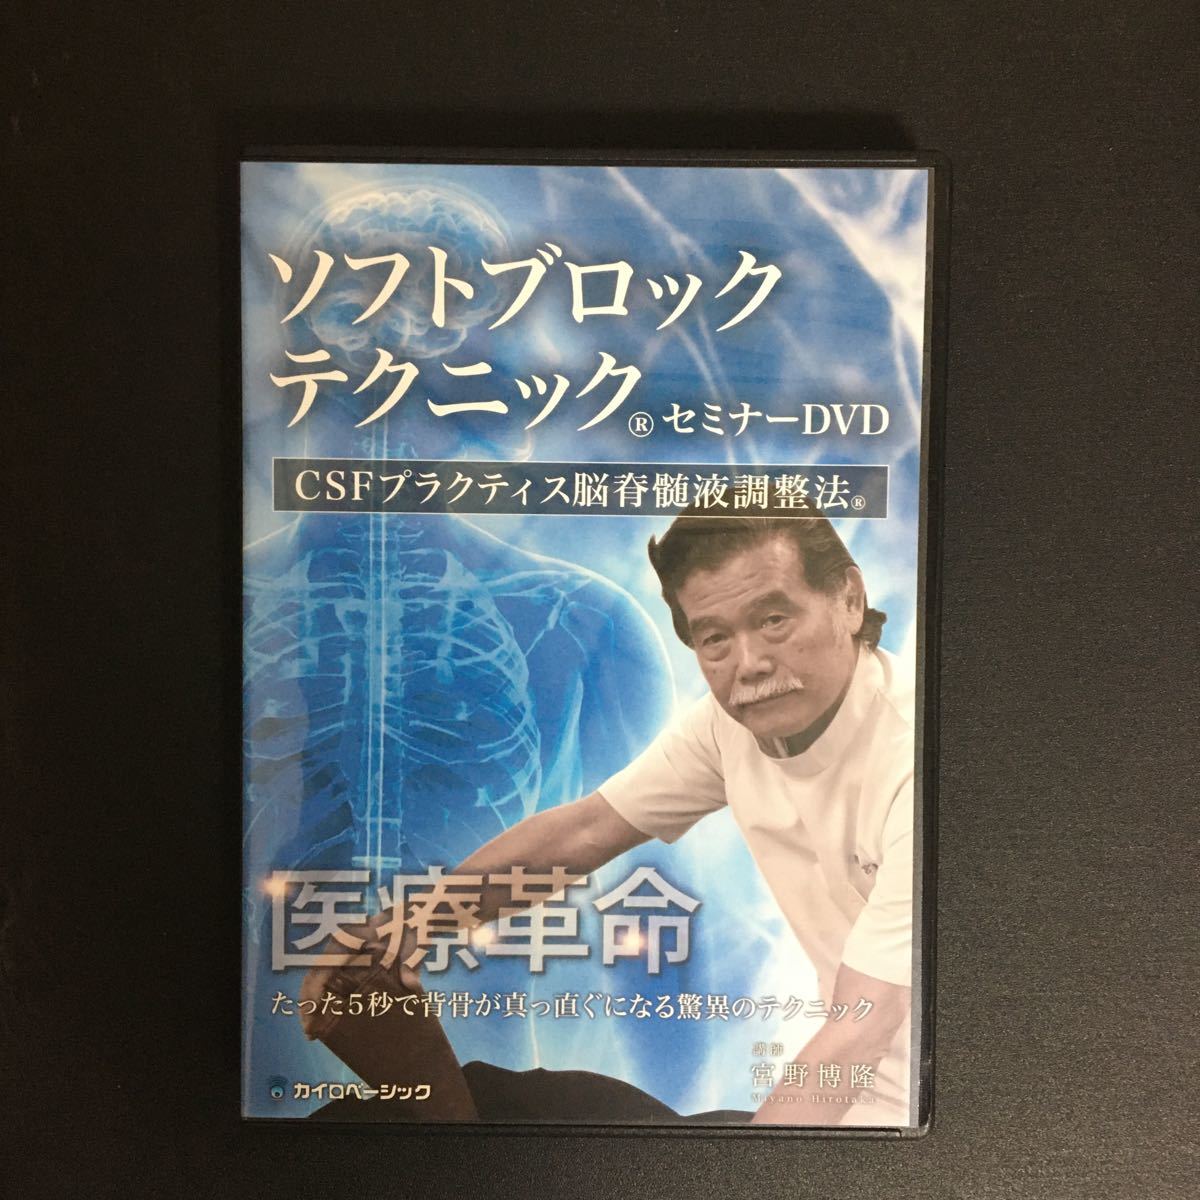 ソフトブロック
テクニック® セミナーDVD
CSFプラクティス脳脊髄液調整法®
医療革命
たった5秒で背骨が真っ直ぐになる驚異のテクニック
講師
宮野博隆
Miyano Hirotaka
カイロベーシック